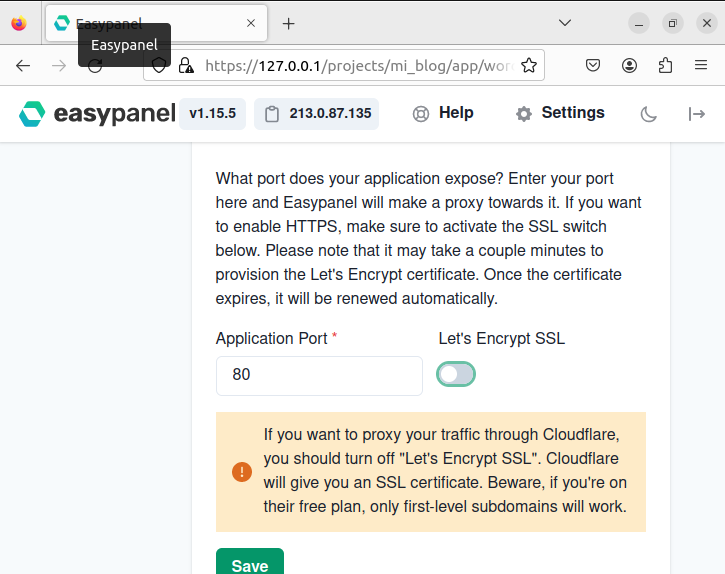 Easypanel
Easypanel
https://127.0.0.1/projects/mi_blog/app/wor
easypanel v1.15.5 213.0.87.135 Help Settings
What port does your application expose? Enter your port
here and Easypanel will make a proxy towards it. If you want
to enable HTTPS, make sure to activate the SSL switch
below. Please note that it may take a couple minutes to
provision the Let's Encrypt certificate. Once the certificate
expires, it will be renewed automatically.
Application Port * Let's Encrypt SSL
80
If you want to proxy your traffic through Cloudflare,
you should turn off "Let's Encrypt SSL". Cloudflare
will give you an SSL certificate. Beware, if you're on
their free plan, only first-level subdomains will work.
Save